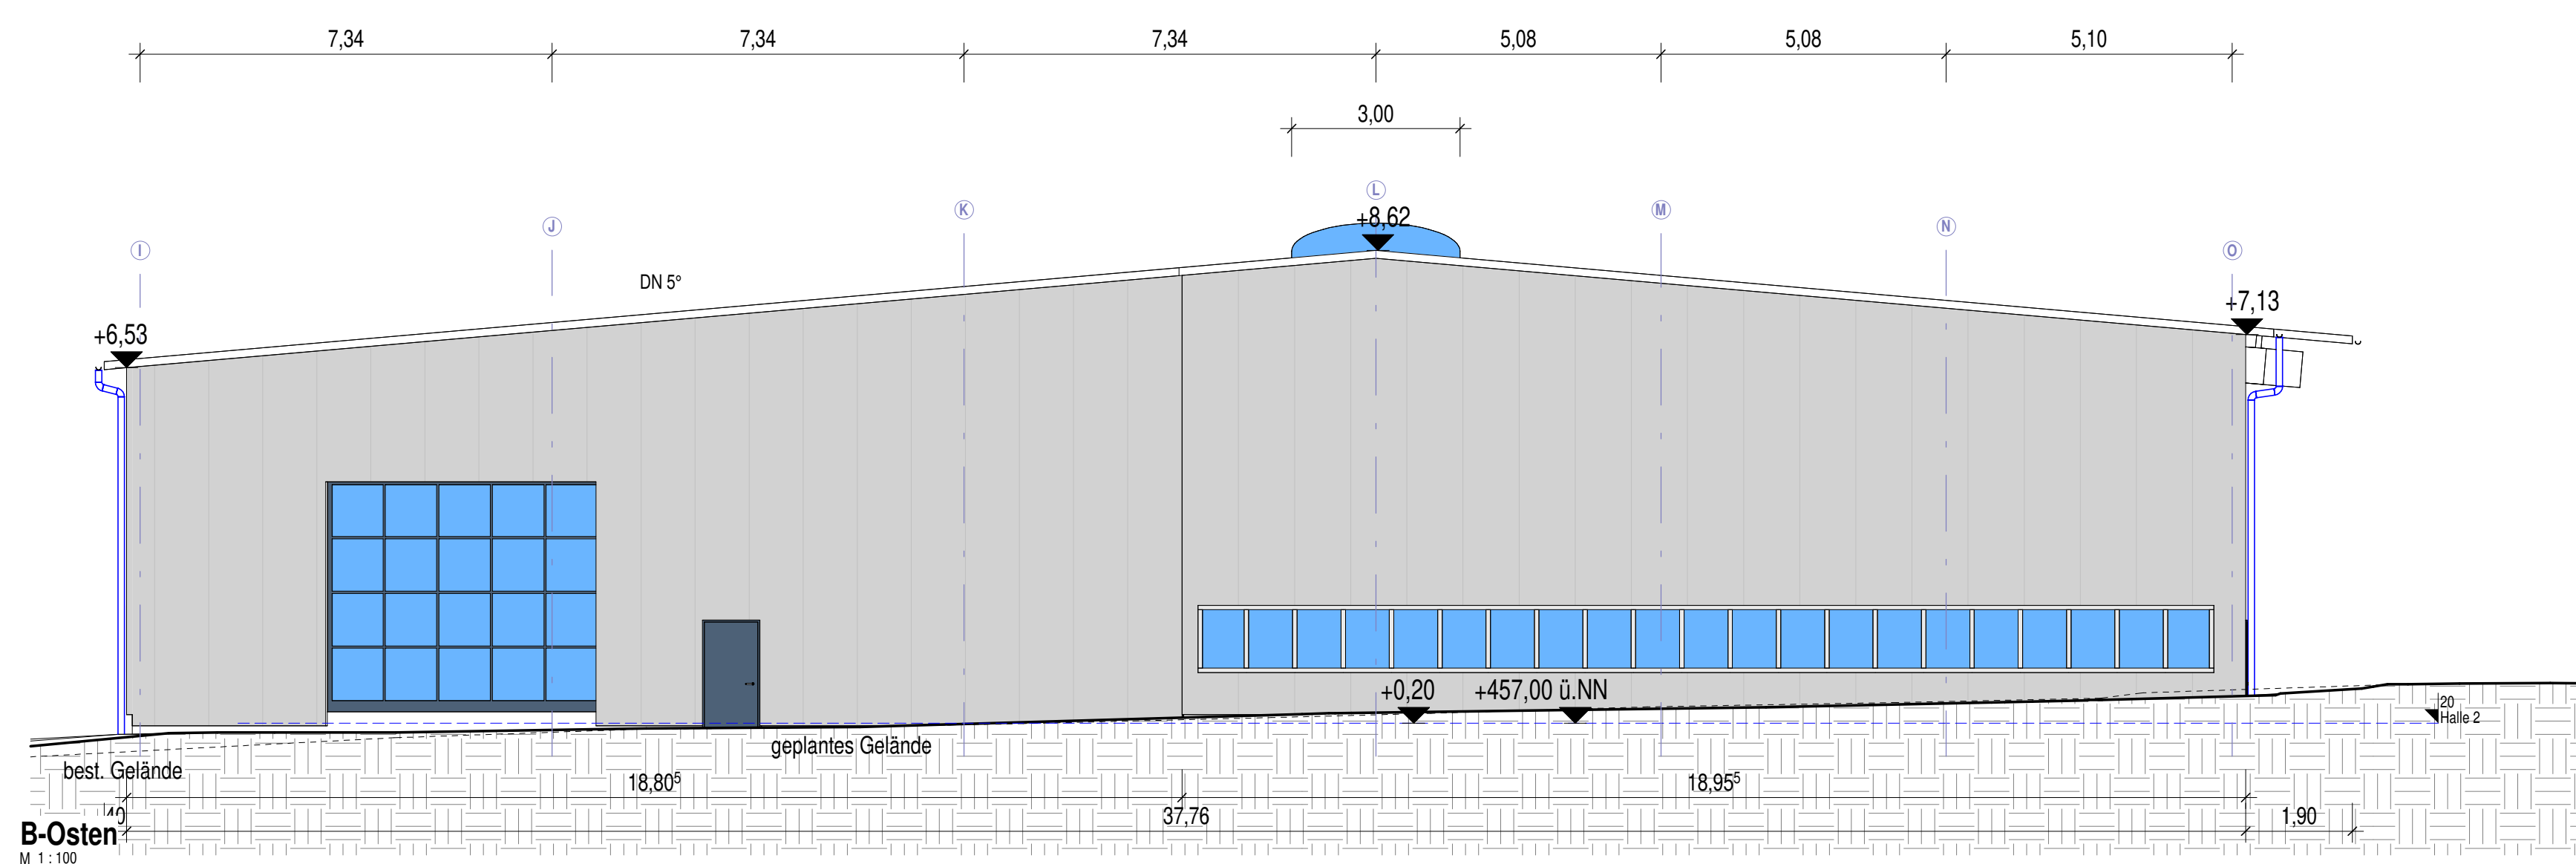 7,34 7,34 7,34 5,08 5,08 5,10
3,00
L
K M
J N
I O
+8,62
DN 5°
+7,13
+6,53
+0,20 +457,00 ü.NN
20
Halle 2
geplantes Gelände
best. Gelände
18,80⁵ 18,95⁵
40 37,76 1,90
B-Osten
M 1 : 100